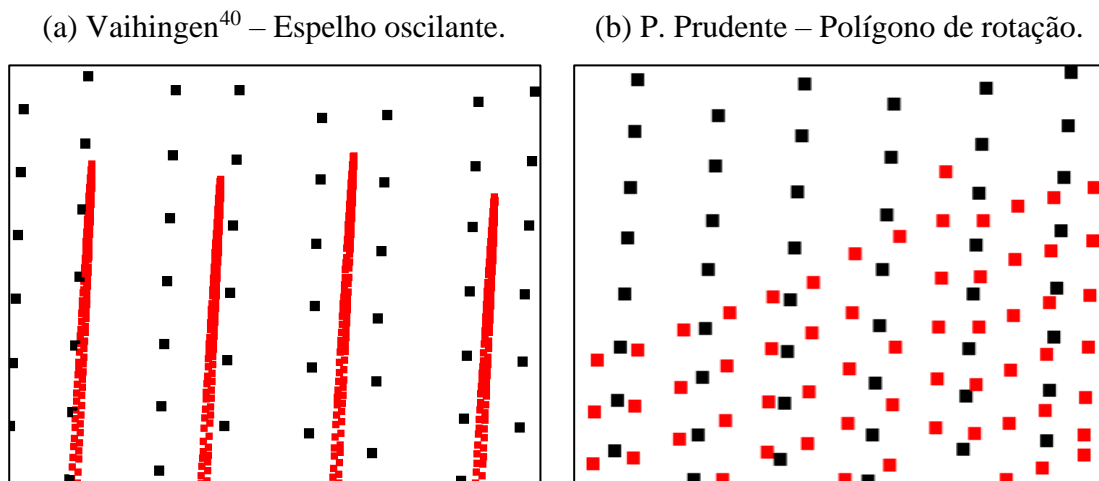 (a) Vaihingen⁴⁰ – Espelho oscilante.
(b) P. Prudente – Polígono de rotação.